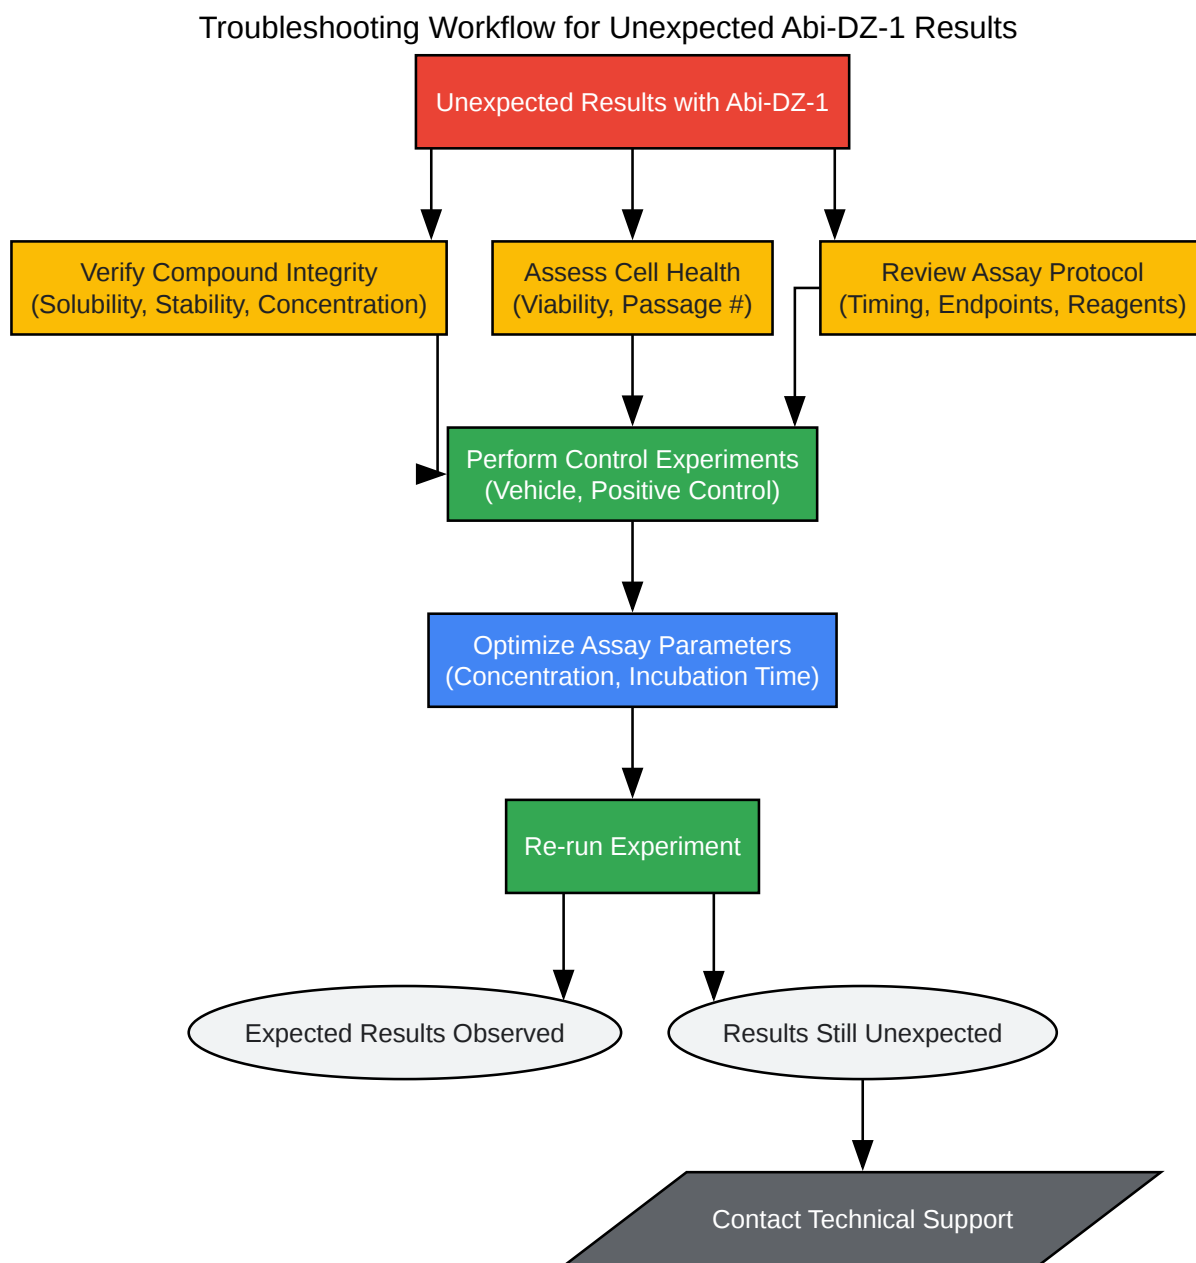 Troubleshooting Workflow for Unexpected Abi-DZ-1 Results
Unexpected Results with Abi-DZ-1
Verify Compound Integrity
(Solubility, Stability, Concentration)
Assess Cell Health
(Viability, Passage #)
Review Assay Protocol
(Timing, Endpoints, Reagents)
Perform Control Experiments
(Vehicle, Positive Control)
Optimize Assay Parameters
(Concentration, Incubation Time)
Re-run Experiment
Expected Results Observed
Results Still Unexpected
Contact Technical Support